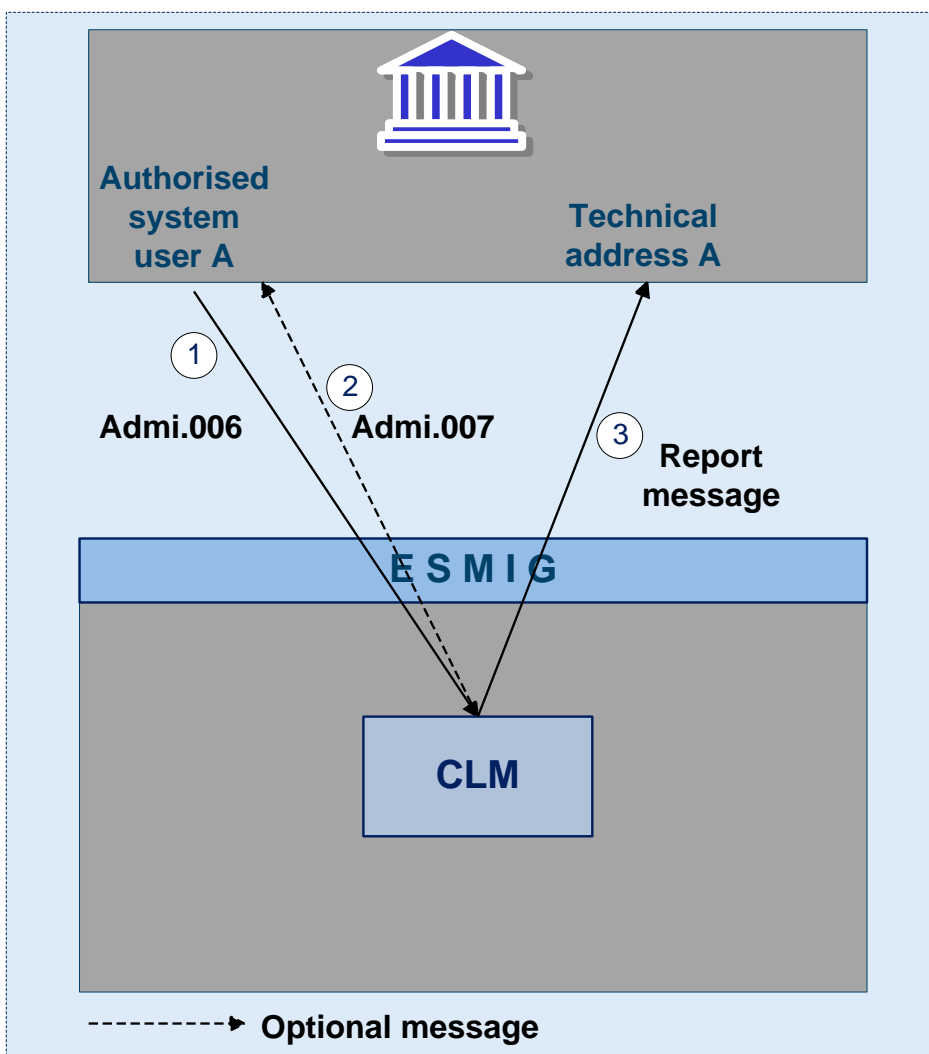 Authorised
system
user A
Technical
address A
1
2
Admi.006
Admi.007
3
Report
message
E S M I G
CLM
Optional message